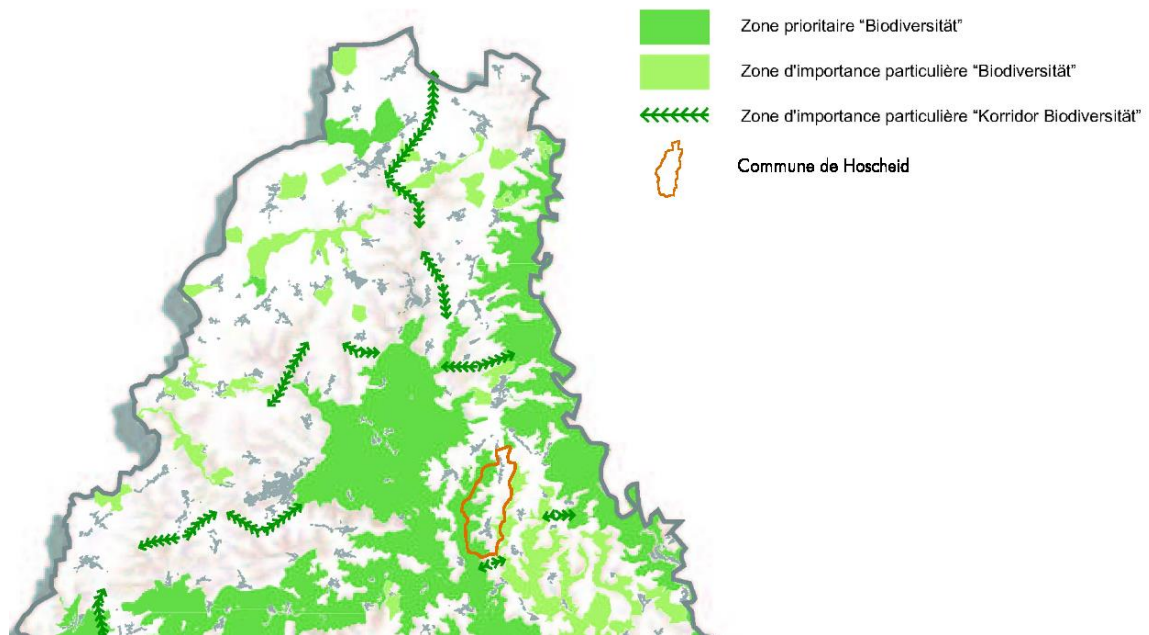 Zone prioritaire “Biodiversität”
Zone d'importance particulière “Biodiversität”
Zone d'importance particulière “Korridor Biodiversität”
Commune de Hoscheid